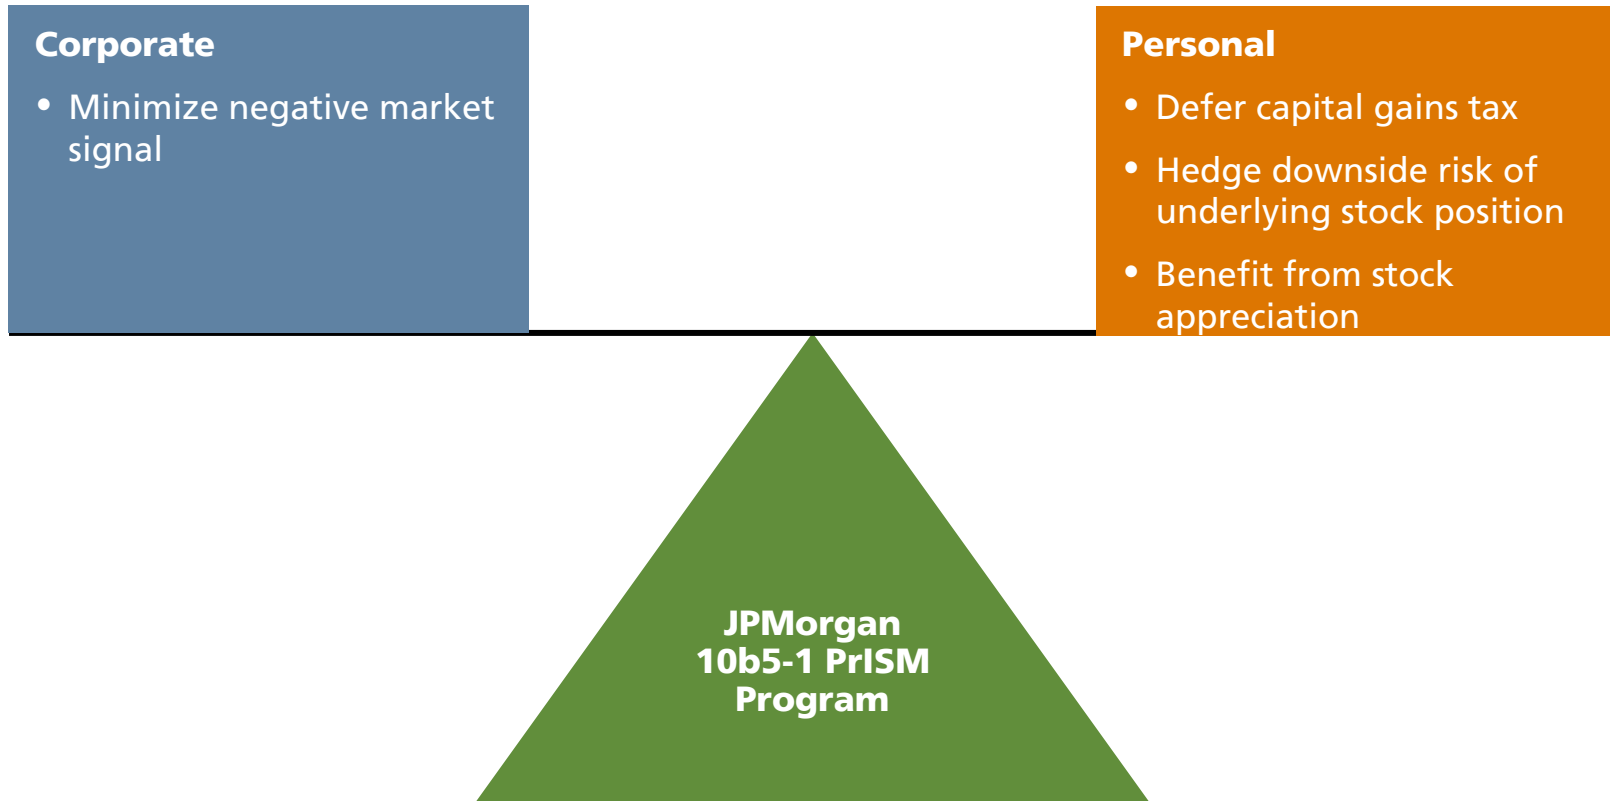 Corporate
• Minimize negative market
signal
Personal
• Defer capital gains tax
• Hedge downside risk of
underlying stock position
• Benefit from stock
appreciation
JPMorgan
10b5-1 PrISM
Program